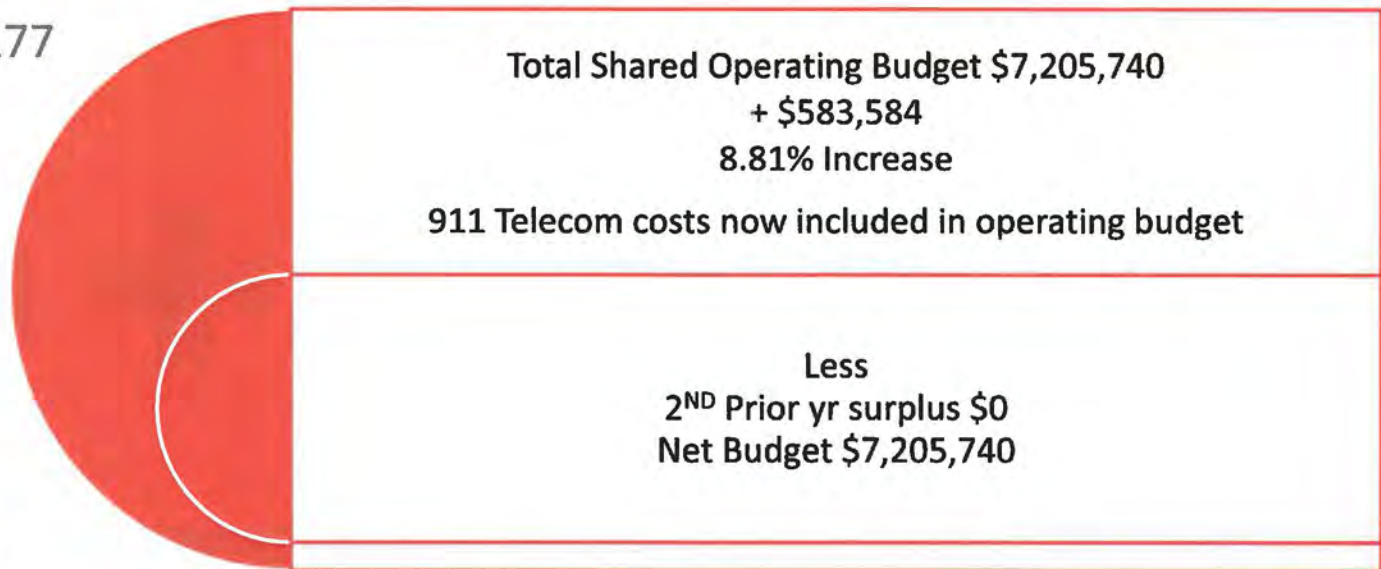 177
Total Shared Operating Budget $7,205,740
+ $583,584
8.81% Increase
911 Telecom costs now included in operating budget
Less
2ND Prior yr surplus $0
Net Budget $7,205,740